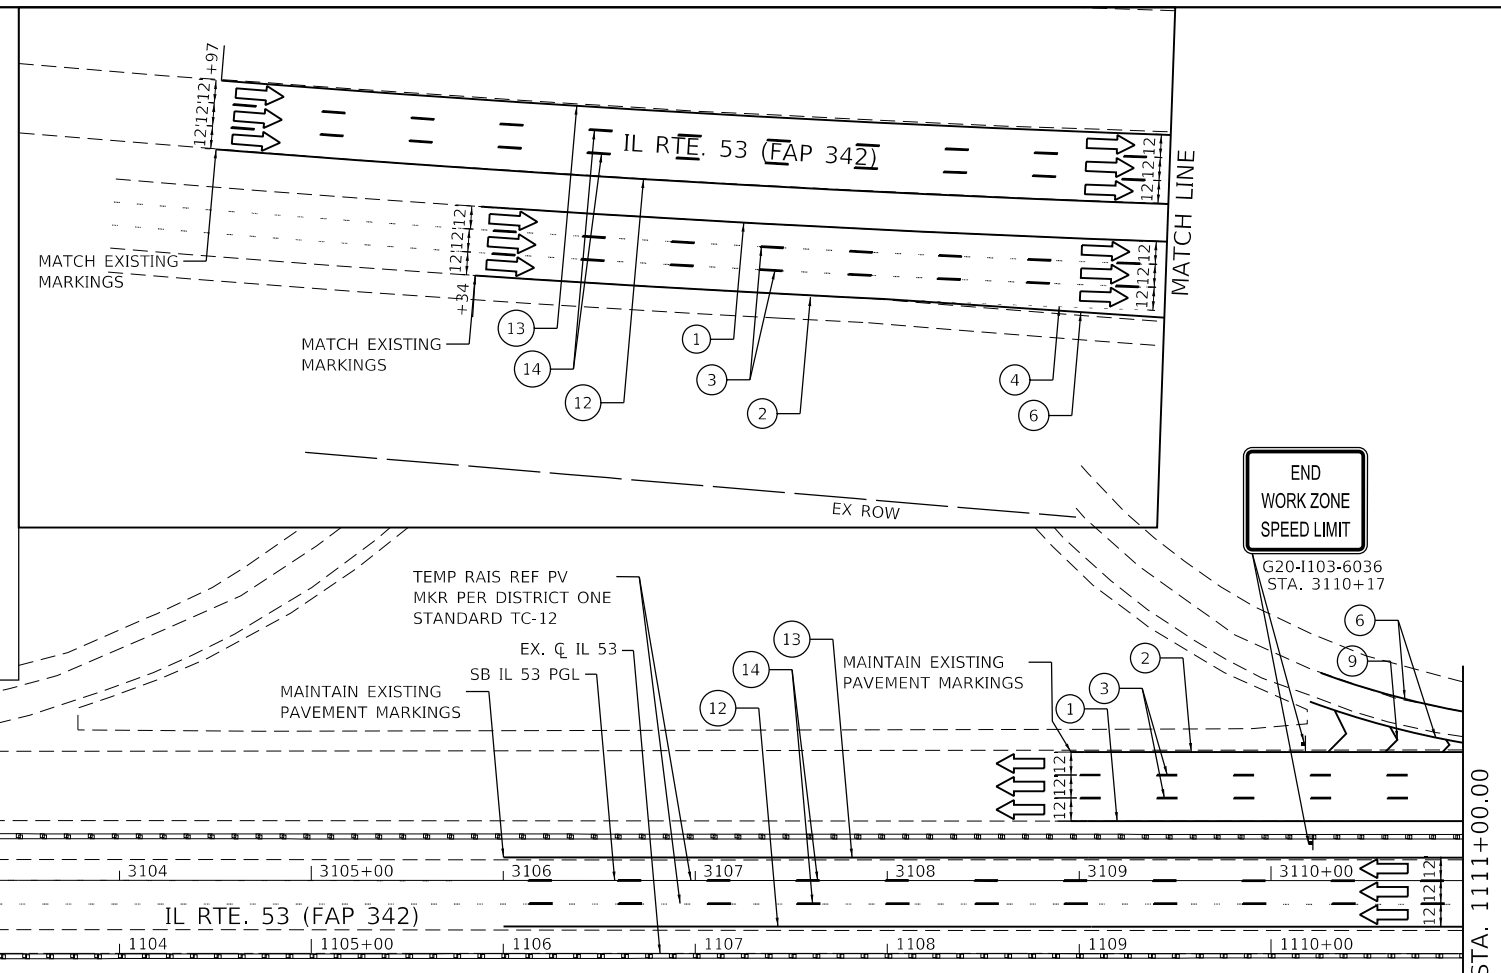 +97
12'12'12'
IL RTE. 53 (FAP 342)
12'12'12'
MATCH LINE
MATCH EXISTING
MARKINGS
12'12'12'
+34
12'12'12'
MATCH EXISTING
MARKINGS
13
14
12
1
3
2
4
6
EX ROW
END
WORK ZONE
SPEED LIMIT
G20-I103-6036
STA. 3110+17
TEMP RAIS REF PV
MKR PER DISTRICT ONE
STANDARD TC-12
EX. ℄ IL 53
SB IL 53 PGL
MAINTAIN EXISTING
PAVEMENT MARKINGS
13
14
12
MAINTAIN EXISTING
PAVEMENT MARKINGS
2
3
1
6
9
12'12'12'
3104
3105+00
3106
3107
3108
3109
3110+00
12'12'12'
IL RTE. 53 (FAP 342)
1104
1105+00
1106
1107
1108
1109
1110+00
STA. 1111+00.00